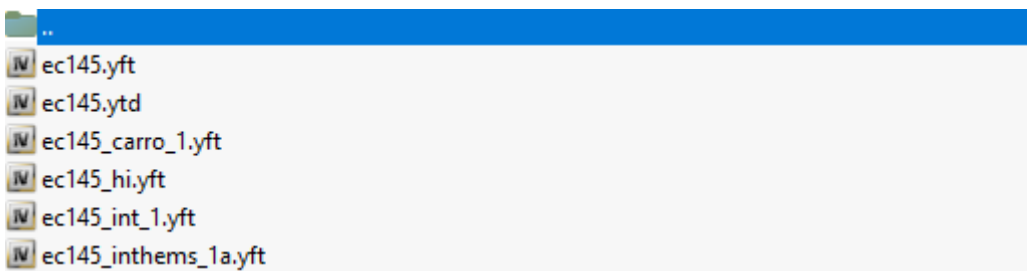 ..
ec145.yft
ec145.ytd
ec145_carro_1.yft
ec145_hi.yft
ec145_int_1.yft
ec145_inthems_1a.yft